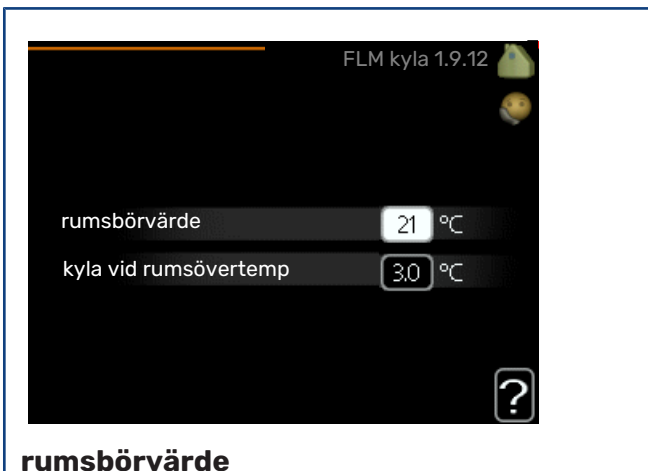 FLM kyla 1.9.12
rumsbörvärde 21 °C
kyla vid rumsövertemp 3.0 °C
?
rumsbörvärde